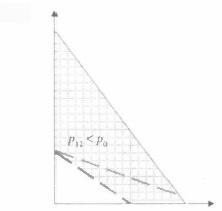 p₁₂ < p₀